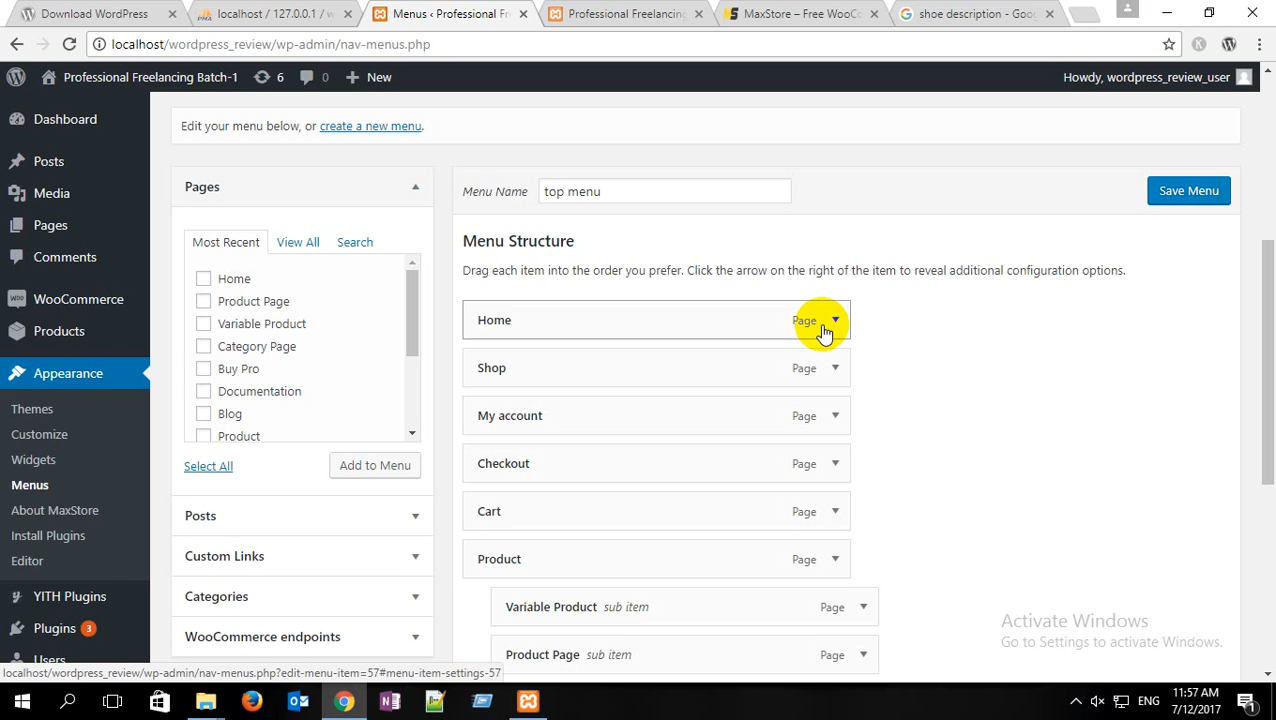 Download WordPress
localhost / 127.0.0.1 / w
Menus ‹ Professional Fre
Professional Freelancing
MaxStore – Free WooCo
shoe description - Goog
localhost/wordpress_review/wp-admin/nav-menus.php
Professional Freelancing Batch-1
6
0
New
Howdy, wordpress_review_user
Dashboard
Posts
Media
Pages
Comments
WooCommerce
Products
Appearance
Themes
Customize
Widgets
Menus
About MaxStore
Install Plugins
Editor
YITH Plugins
Plugins 3
Users
Edit your menu below, or create a new menu.
Pages
Most Recent
View All
Search
Home
Product Page
Variable Product
Category Page
Buy Pro
Documentation
Blog
Product
Select All
Add to Menu
Posts
Custom Links
Categories
WooCommerce endpoints
Menu Name
top menu
Save Menu
Menu Structure
Drag each item into the order you prefer. Click the arrow on the right of the item to reveal additional configuration options.
Home Page
Shop Page
My account Page
Checkout Page
Cart Page
Product Page
Variable Product sub item Page
Product Page sub item Page
Activate Windows
Go to Settings to activate Windows.
localhost/wordpress_review/wp-admin/nav-menus.php?edit-menu-item=57#menu-item-settings-57
ENG
11:57 AM
7/12/2017
1